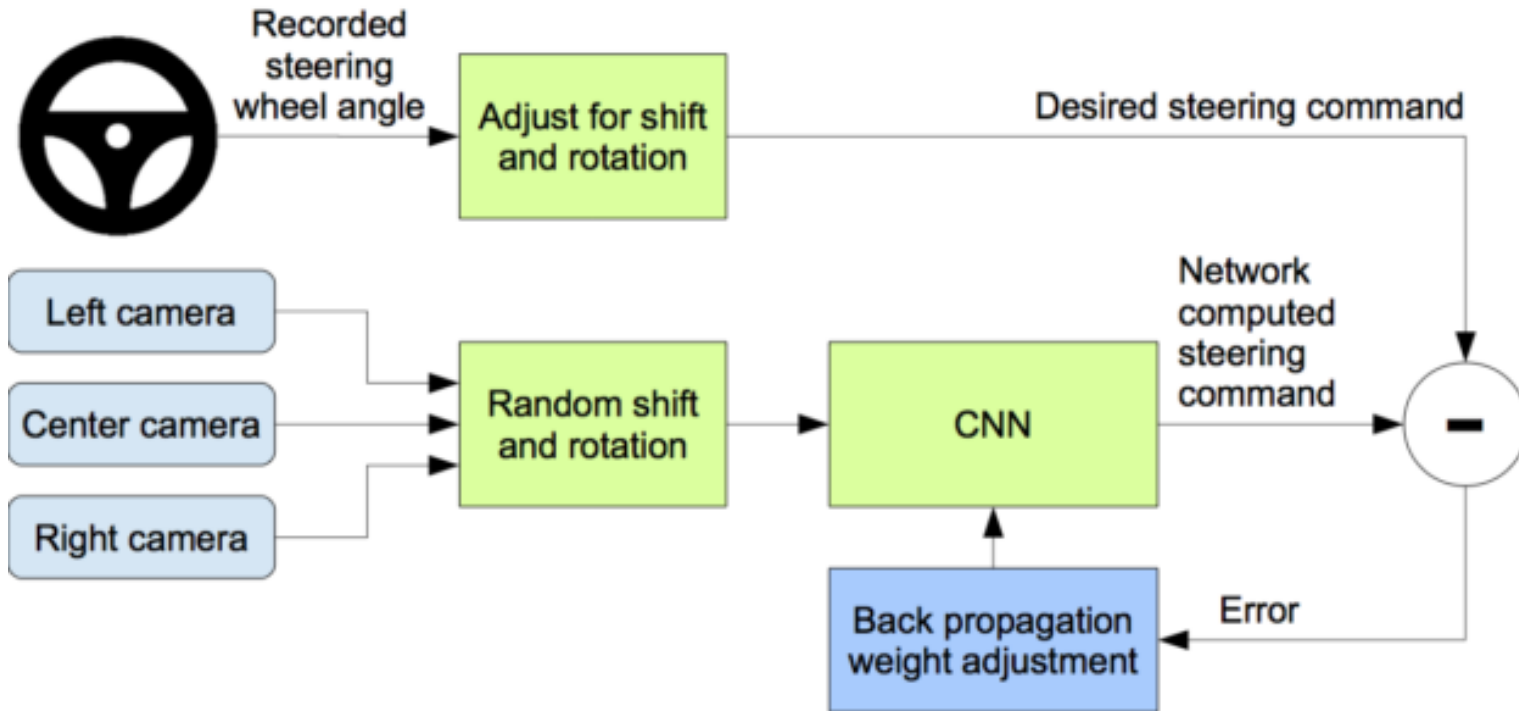 Recorded
steering
wheel angle
Adjust for shift
and rotation
Desired steering command
Left camera
Center camera
Right camera
Random shift
and rotation
CNN
Network
computed
steering
command
-
Back propagation
weight adjustment
Error